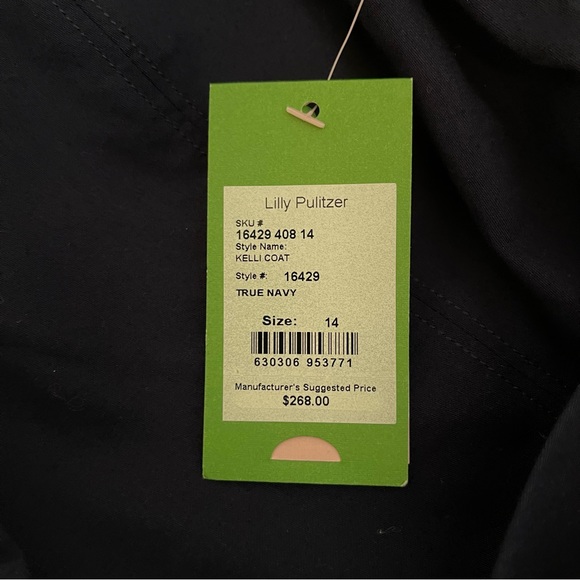 Lilly Pulitzer
SKU #
16429 408 14
Style Name:
KELLI COAT
Style #: 16429
TRUE NAVY
Size: 14
630306 953771
Manufacturer's Suggested Price
$268.00